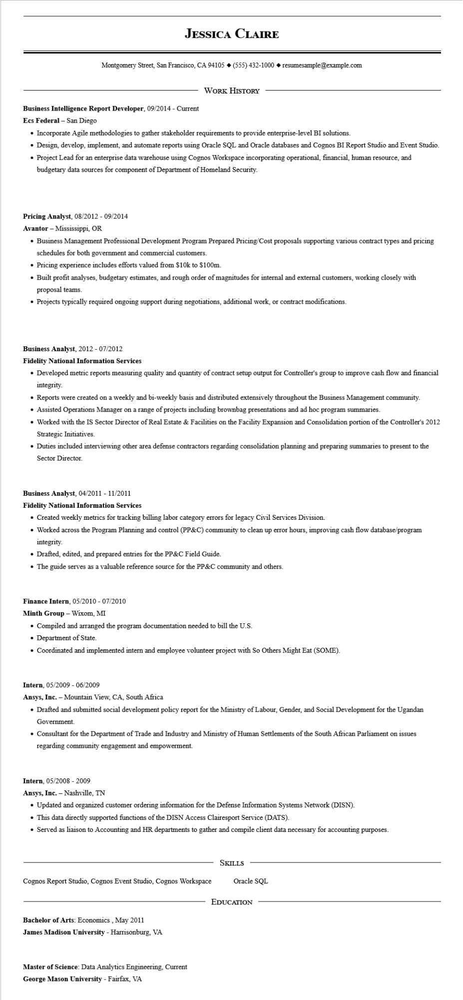 Jessica Claire
Montgomery Street, San Francisco, CA 94105 ◆ (555) 432-1000 ◆ resumesample@example.com
Work History
Business Intelligence Report Developer, 09/2014 - Current
Ecs Federal – San Diego
• Incorporate Agile methodologies to gather stakeholder requirements to provide enterprise-level BI solutions.
• Design, develop, implement, and automate reports using Oracle SQL and Oracle databases and Cognos BI Report Studio and Event Studio.
• Project Lead for an enterprise data warehouse using Cognos Workspace incorporating operational, financial, human resource, and
budgetary data sources for component of Department of Homeland Security.
Pricing Analyst, 08/2012 - 09/2014
Avantor – Mississippi, OR
• Business Management Professional Development Program Prepared Pricing/Cost proposals supporting various contract types and pricing
schedules for both government and commercial customers.
• Pricing experience includes efforts valued from $10k to $100m.
• Built profit analyses, budgetary estimates, and rough order of magnitudes for internal and external customers, working closely with
proposal teams.
• Projects typically required ongoing support during negotiations, additional work, or contract modifications.
Business Analyst, 2012 - 07/2012
Fidelity National Information Services
• Developed metric reports measuring quality and quantity of contract setup output for Controller's group to improve cash flow and financial
integrity.
• Reports were created on a weekly and bi-weekly basis and distributed extensively throughout the Business Management community.
• Assisted Operations Manager on a range of projects including brownbag presentations and ad hoc program summaries.
• Worked with the IS Sector Director of Real Estate & Facilities on the Facility Expansion and Consolidation portion of the Controller's 2012
Strategic Initiatives.
• Duties included interviewing other area defense contractors regarding consolidation planning and preparing summaries to present to the
Sector Director.
Business Analyst, 04/2011 - 11/2011
Fidelity National Information Services
• Created weekly metrics for tracking billing labor category errors for legacy Civil Services Division.
• Worked across the Program Planning and control (PP&C) community to clean up error hours, improving cash flow database/program
integrity.
• Drafted, edited, and prepared entries for the PP&C Field Guide.
• The guide serves as a valuable reference source for the PP&C community and others.
Finance Intern, 05/2010 - 07/2010
Minth Group – Wixom, MI
• Compiled and arranged the program documentation needed to bill the U.S.
• Department of State.
• Coordinated and implemented intern and employee volunteer project with So Others Might Eat (SOME).
Intern, 05/2009 - 06/2009
Ansys, Inc. – Mountain View, CA, South Africa
• Drafted and submitted social development policy report for the Ministry of Labour, Gender, and Social Development for the Ugandan
Government.
• Consultant for the Department of Trade and Industry and Ministry of Human Settlements of the South African Parliament on issues
regarding community engagement and empowerment.
Intern, 05/2008 - 2009
Ansys, Inc. – Nashville, TN
• Updated and organized customer ordering information for the Defense Information Systems Network (DISN).
• This data directly supported functions of the DISN Access Clairesport Service (DATS).
• Served as liaison to Accounting and HR departments to gather and compile client data necessary for accounting purposes.
Skills
Cognos Report Studio, Cognos Event Studio, Cognos Workspace Oracle SQL
Education
Bachelor of Arts: Economics , May 2011
James Madison University - Harrisonburg, VA
Master of Science: Data Analytics Engineering, Current
George Mason University - Fairfax, VA